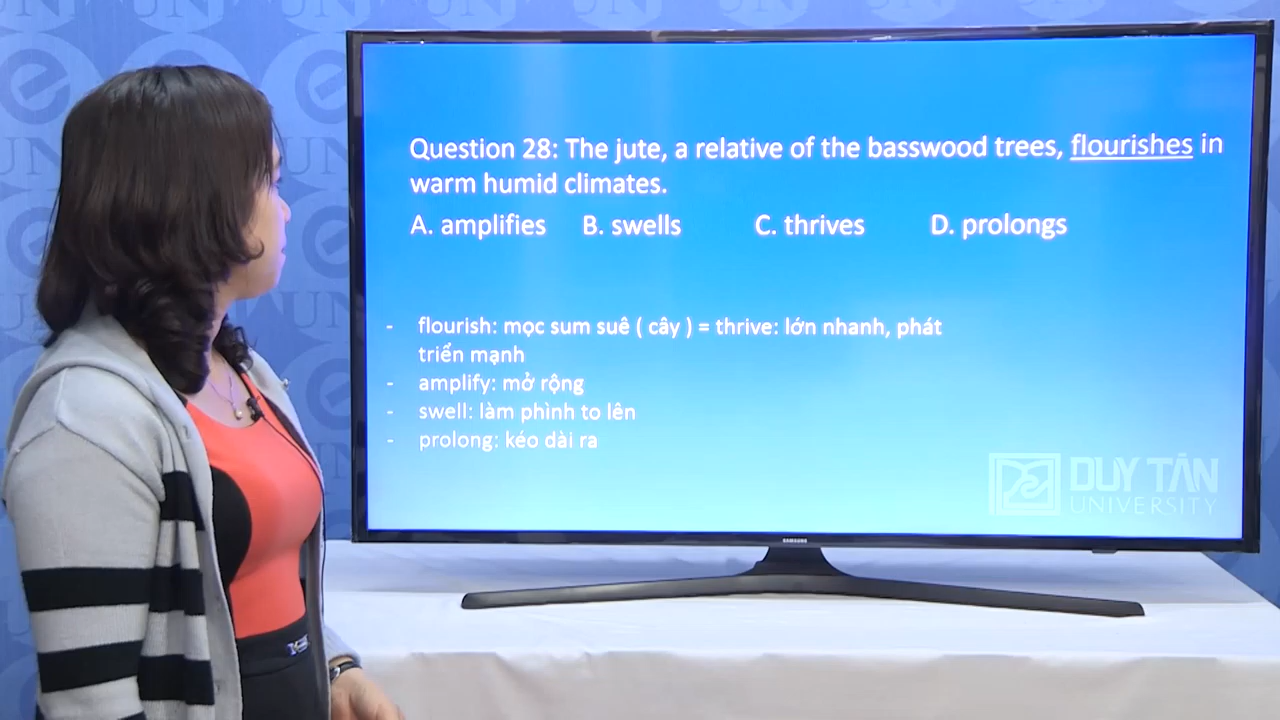 Question 28: The jute, a relative of the basswood trees, flourishes in
warm humid climates.
A. amplifies B. swells C. thrives D. prolongs
- flourish: mọc sum suê ( cây ) = thrive: lớn nhanh, phát
triển mạnh
- amplify: mở rộng
- swell: làm phình to lên
- prolong: kéo dài ra
DUY TÂN
UNIVERSITY
SAMSUNG